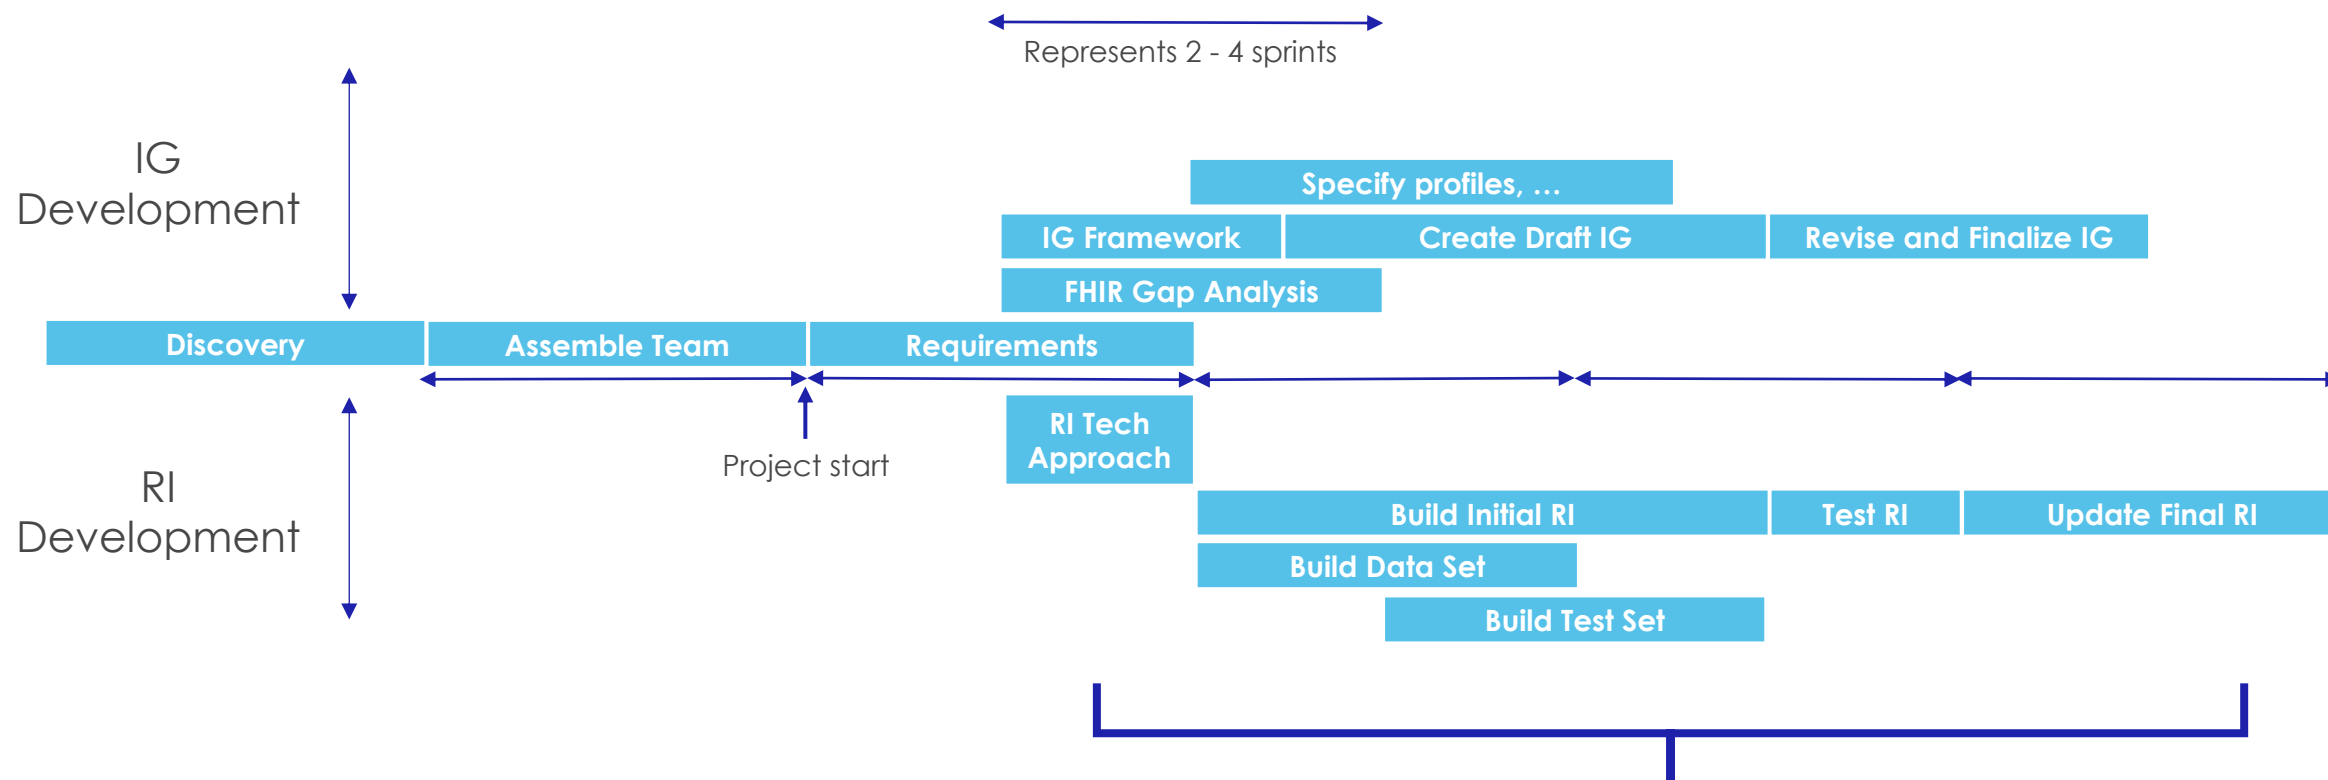 Represents 2 - 4 sprints
IG
Development
Specify profiles, ...
IG Framework
Create Draft IG
Revise and Finalize IG
FHIR Gap Analysis
Discovery
Assemble Team
Requirements
RI Tech
Approach
Project start
RI
Development
Build Initial RI
Test RI
Update Final RI
Build Data Set
Build Test Set